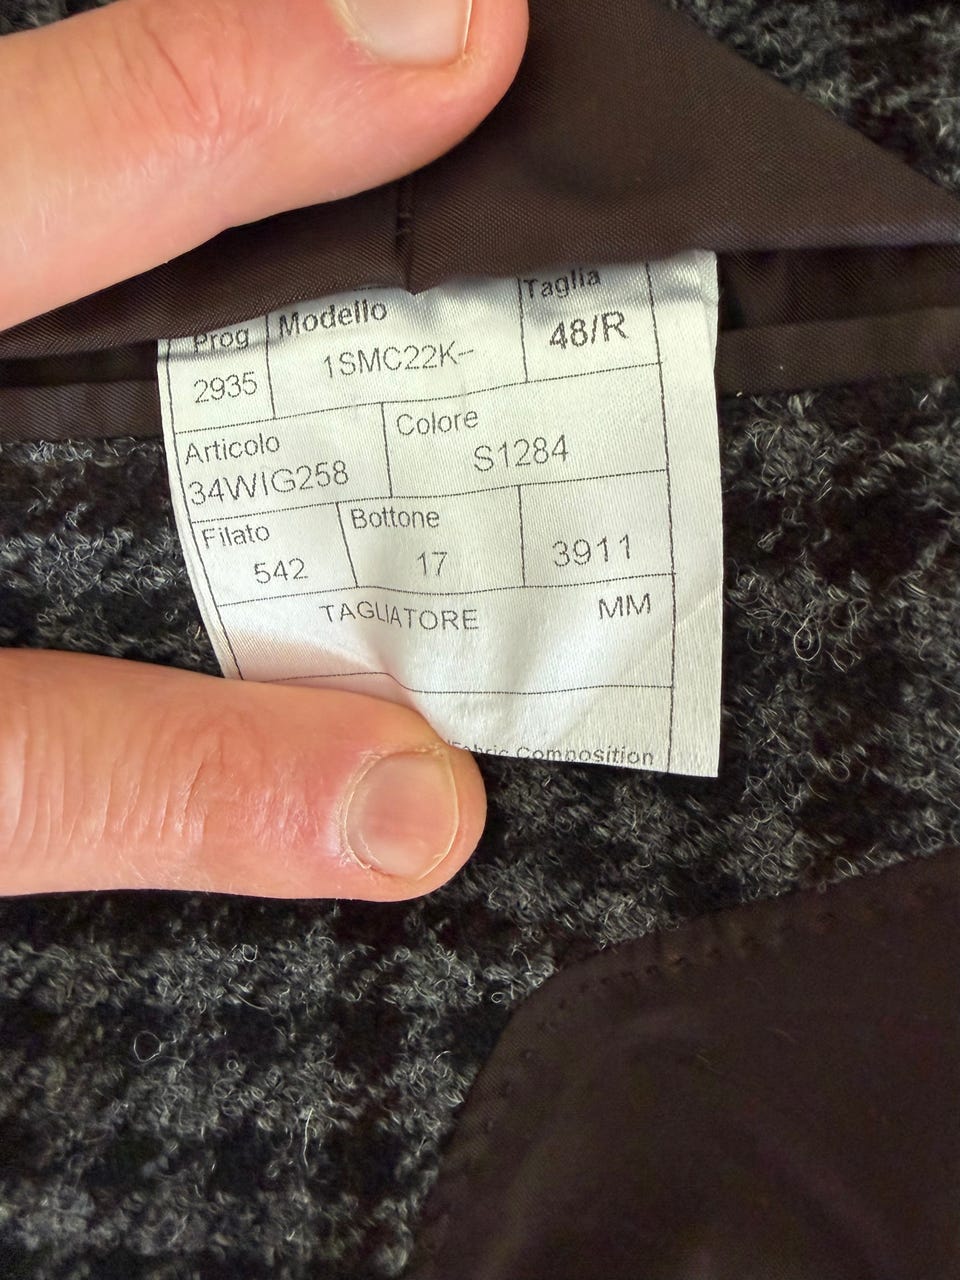 Prog Modello Taglia
2935 1SMC22K- 48/R
Articolo Colore
34WIG258 S1284
Filato Bottone
542 17 3911
TAGLIATORE MM
Fabric Composition